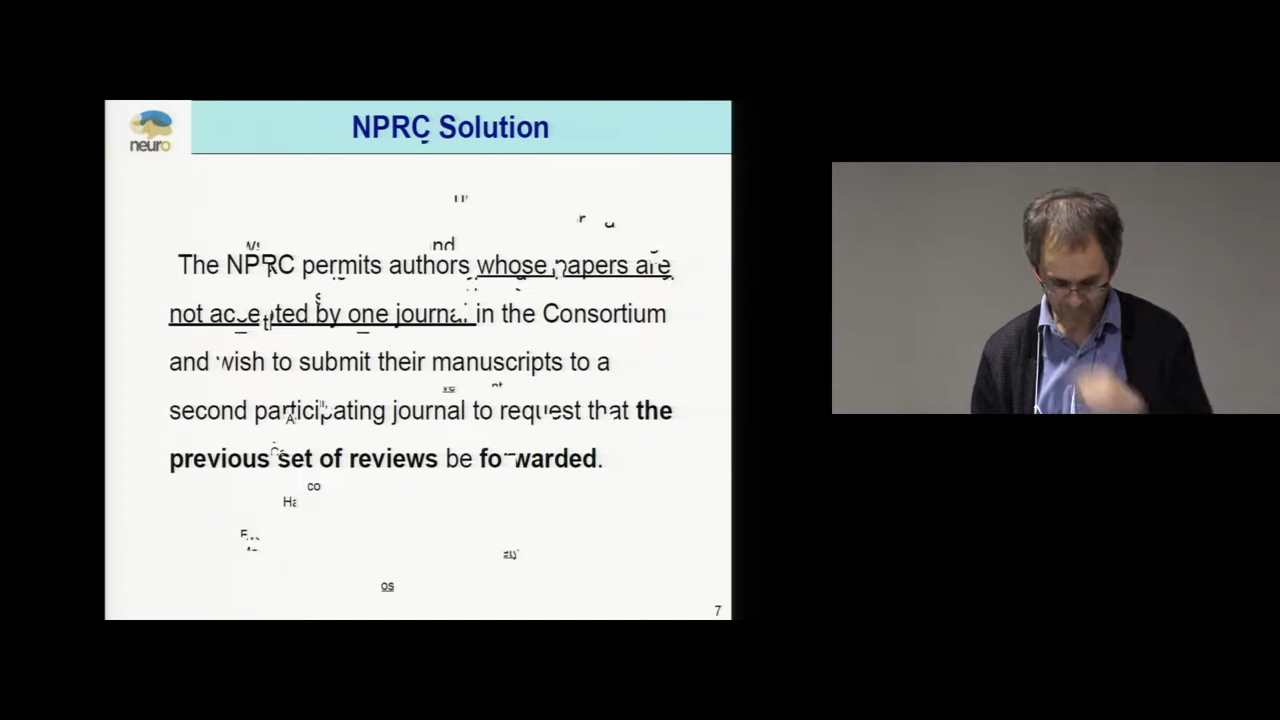 neuro
NPRC Solution
The NPRC permits authors whose papers are
not accepted by one journal in the Consortium
and wish to submit their manuscripts to a
second participating journal to request that the
previous set of reviews be forwarded.
7